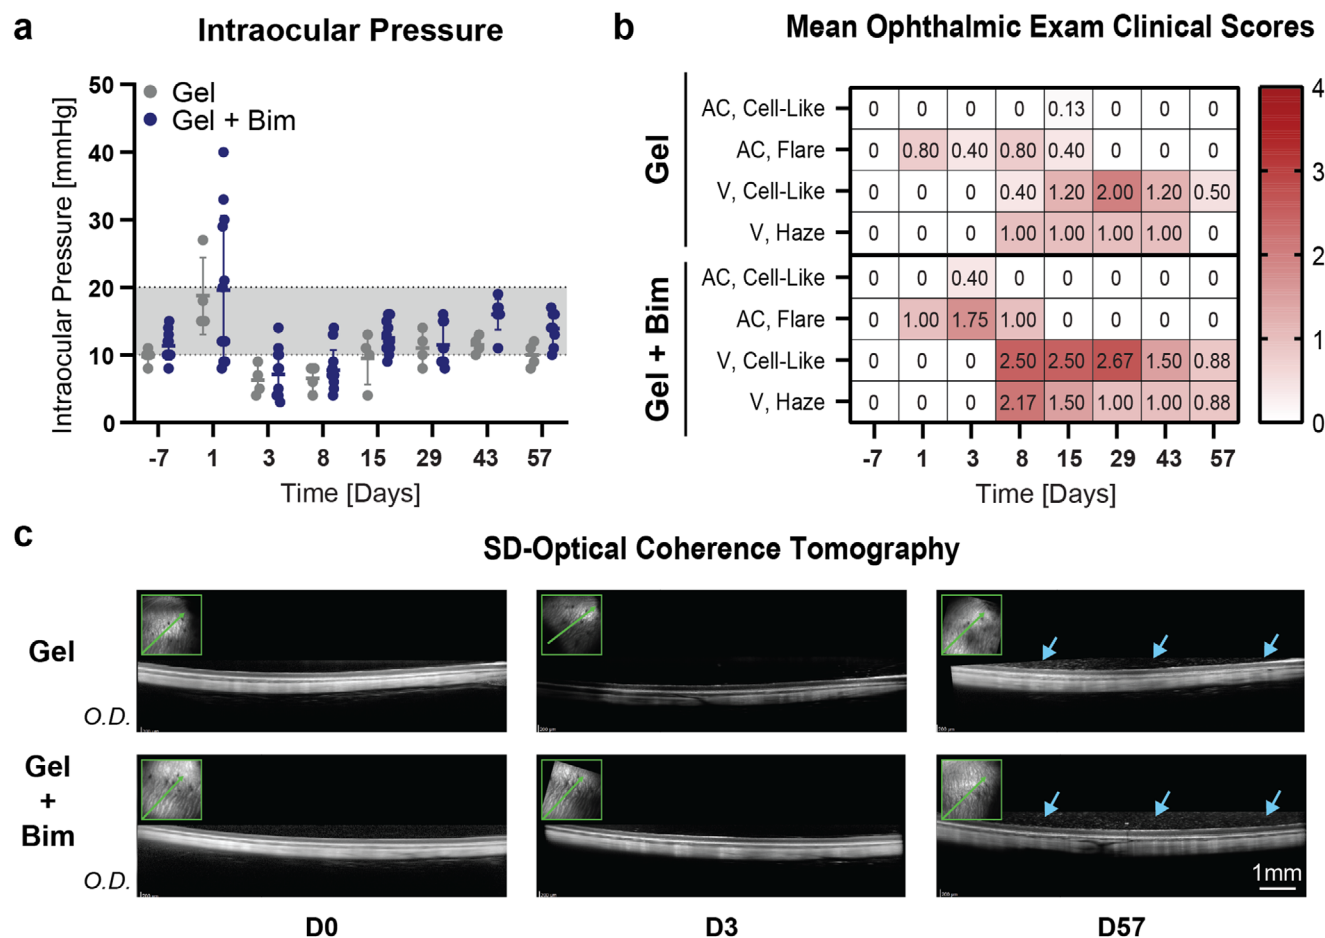 a
Intraocular Pressure
Intraocular Pressure [mmHg]
50
40
30
20
10
0
Gel
Gel + Bim
-7 1 3 8 15 29 43 57
Time [Days]
b
Mean Ophthalmic Exam Clinical Scores
Gel
AC, Cell-Like 0 0 0 0 0.13 0 0 0
AC, Flare 0 0.80 0.40 0.80 0.40 0 0 0
V, Cell-Like 0 0 0 0.40 1.20 2.00 1.20 0.50
V, Haze 0 0 0 1.00 1.00 1.00 1.00 0
Gel + Bim
AC, Cell-Like 0 0 0.40 0 0 0 0 0
AC, Flare 0 1.00 1.75 1.00 0 0 0 0
V, Cell-Like 0 0 0 2.50 2.50 2.67 1.50 0.88
V, Haze 0 0 0 2.17 1.50 1.00 1.00 0.88
-7 1 3 8 15 29 43 57
Time [Days]
4
3
2
1
0
c
SD-Optical Coherence Tomography
Gel
O.D.
Gel
+
Bim
O.D.
1mm
D0 D3 D57